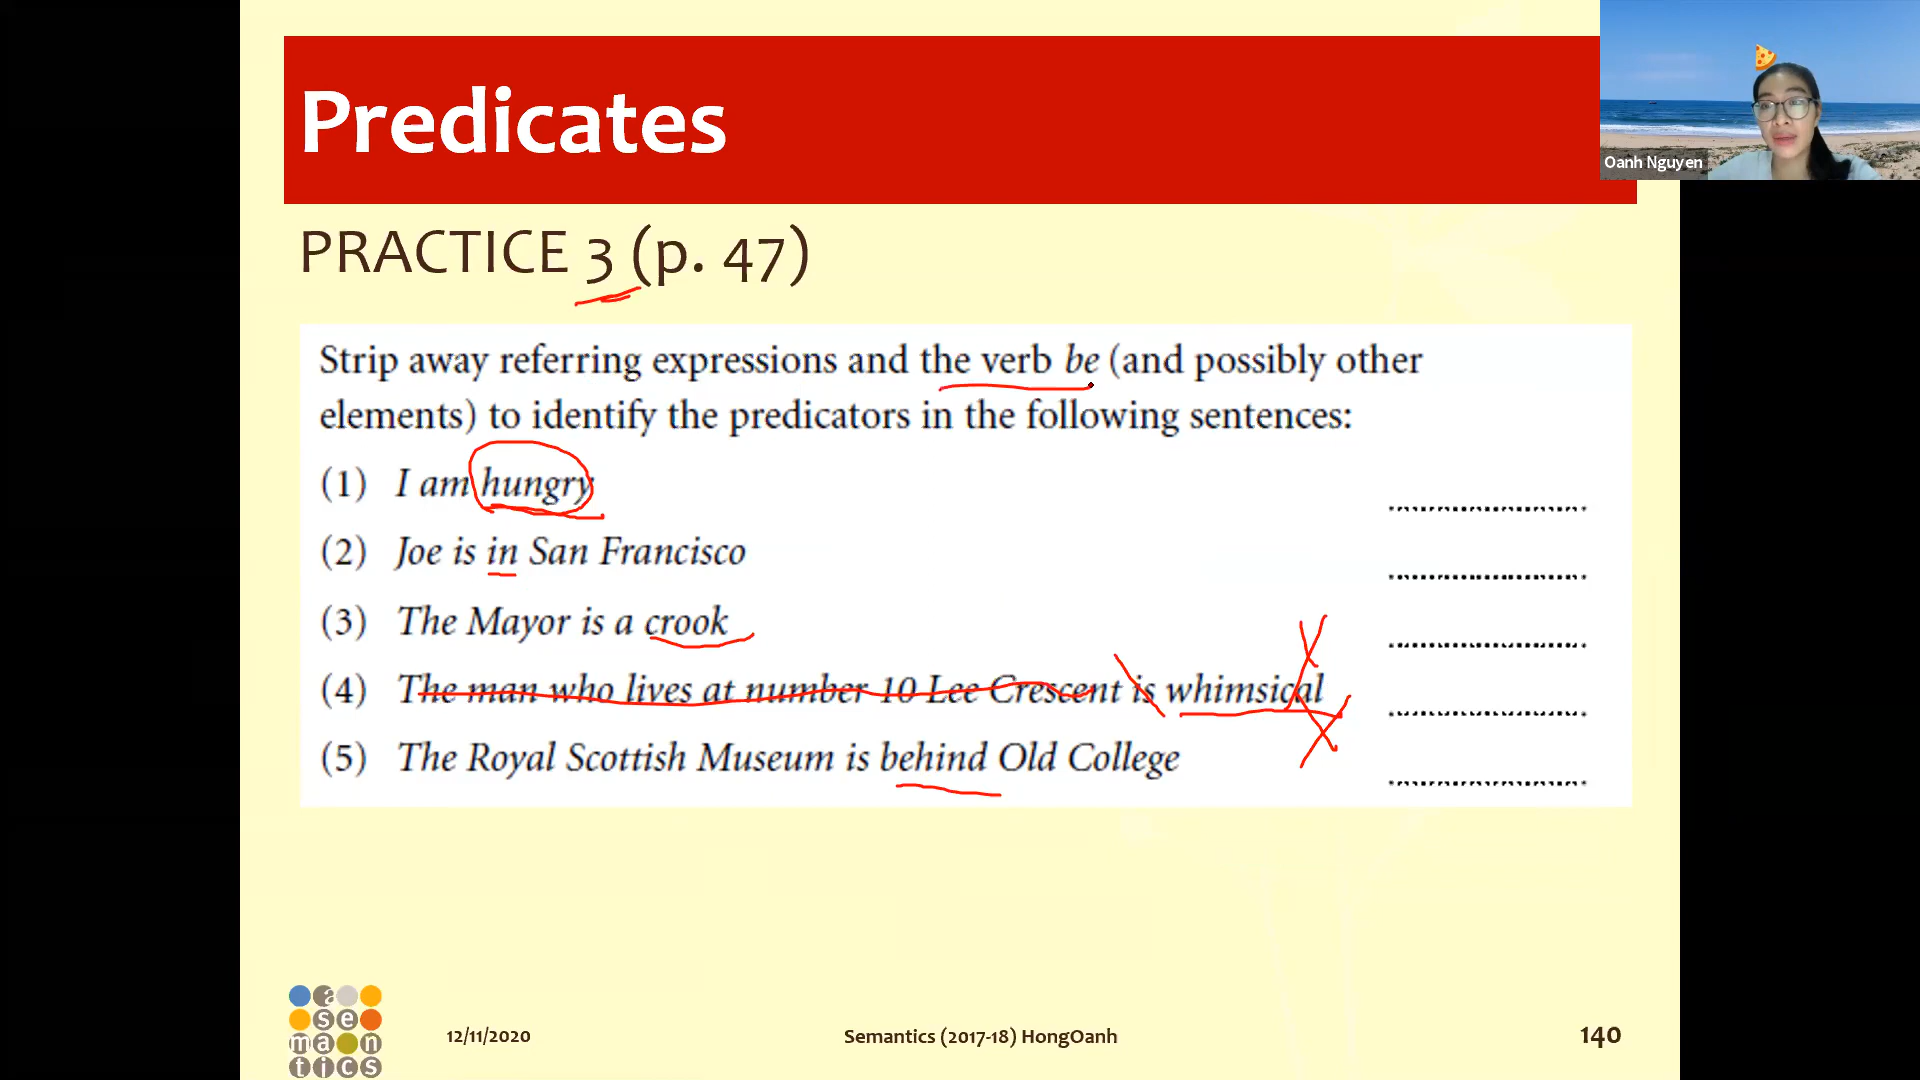 Predicates
Oanh Nguyen
PRACTICE 3 (p. 47)
Strip away referring expressions and the verb be (and possibly other
elements) to identify the predicators in the following sentences:
(1) I am hungry ....................
(2) Joe is in San Francisco ....................
(3) The Mayor is a crook ....................
(4) The man who lives at number 10 Lee Crescent is whimsical ....................
(5) The Royal Scottish Museum is behind Old College ....................
a
se
man
tics
12/11/2020
Semantics (2017-18) HongOanh
140